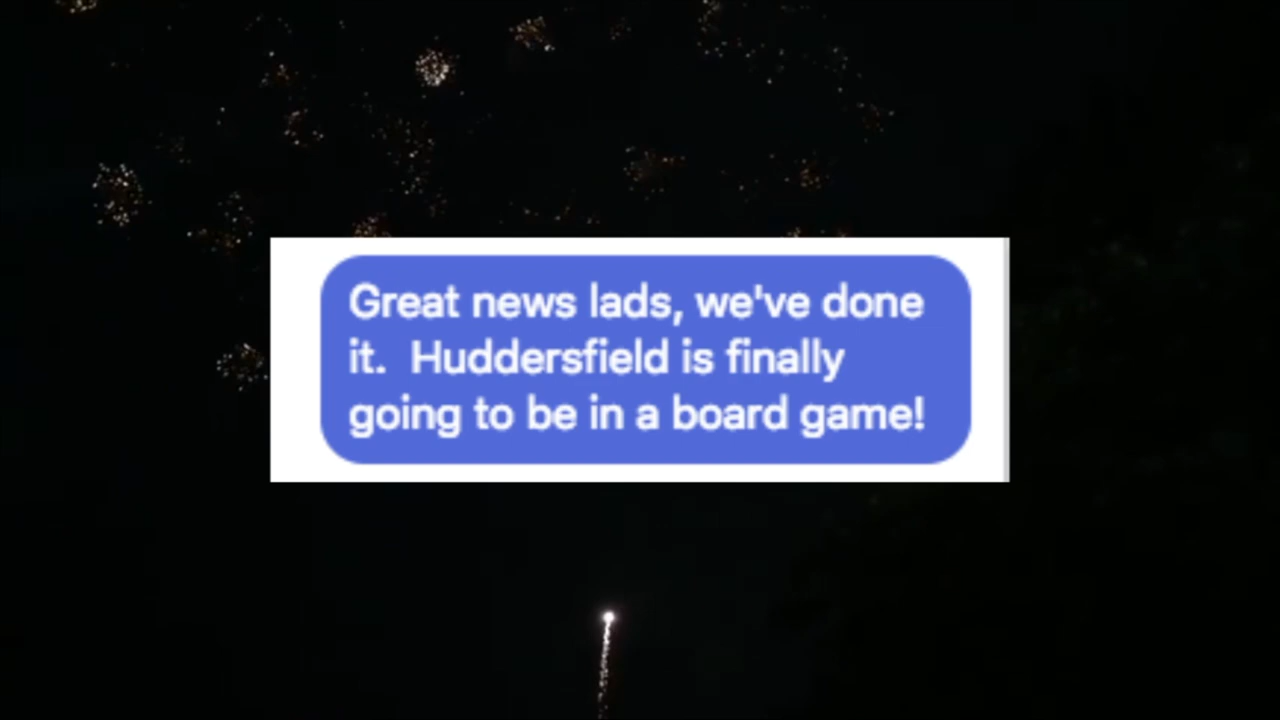 Great news lads, we've done
it.  Huddersfield is finally
going to be in a board game!